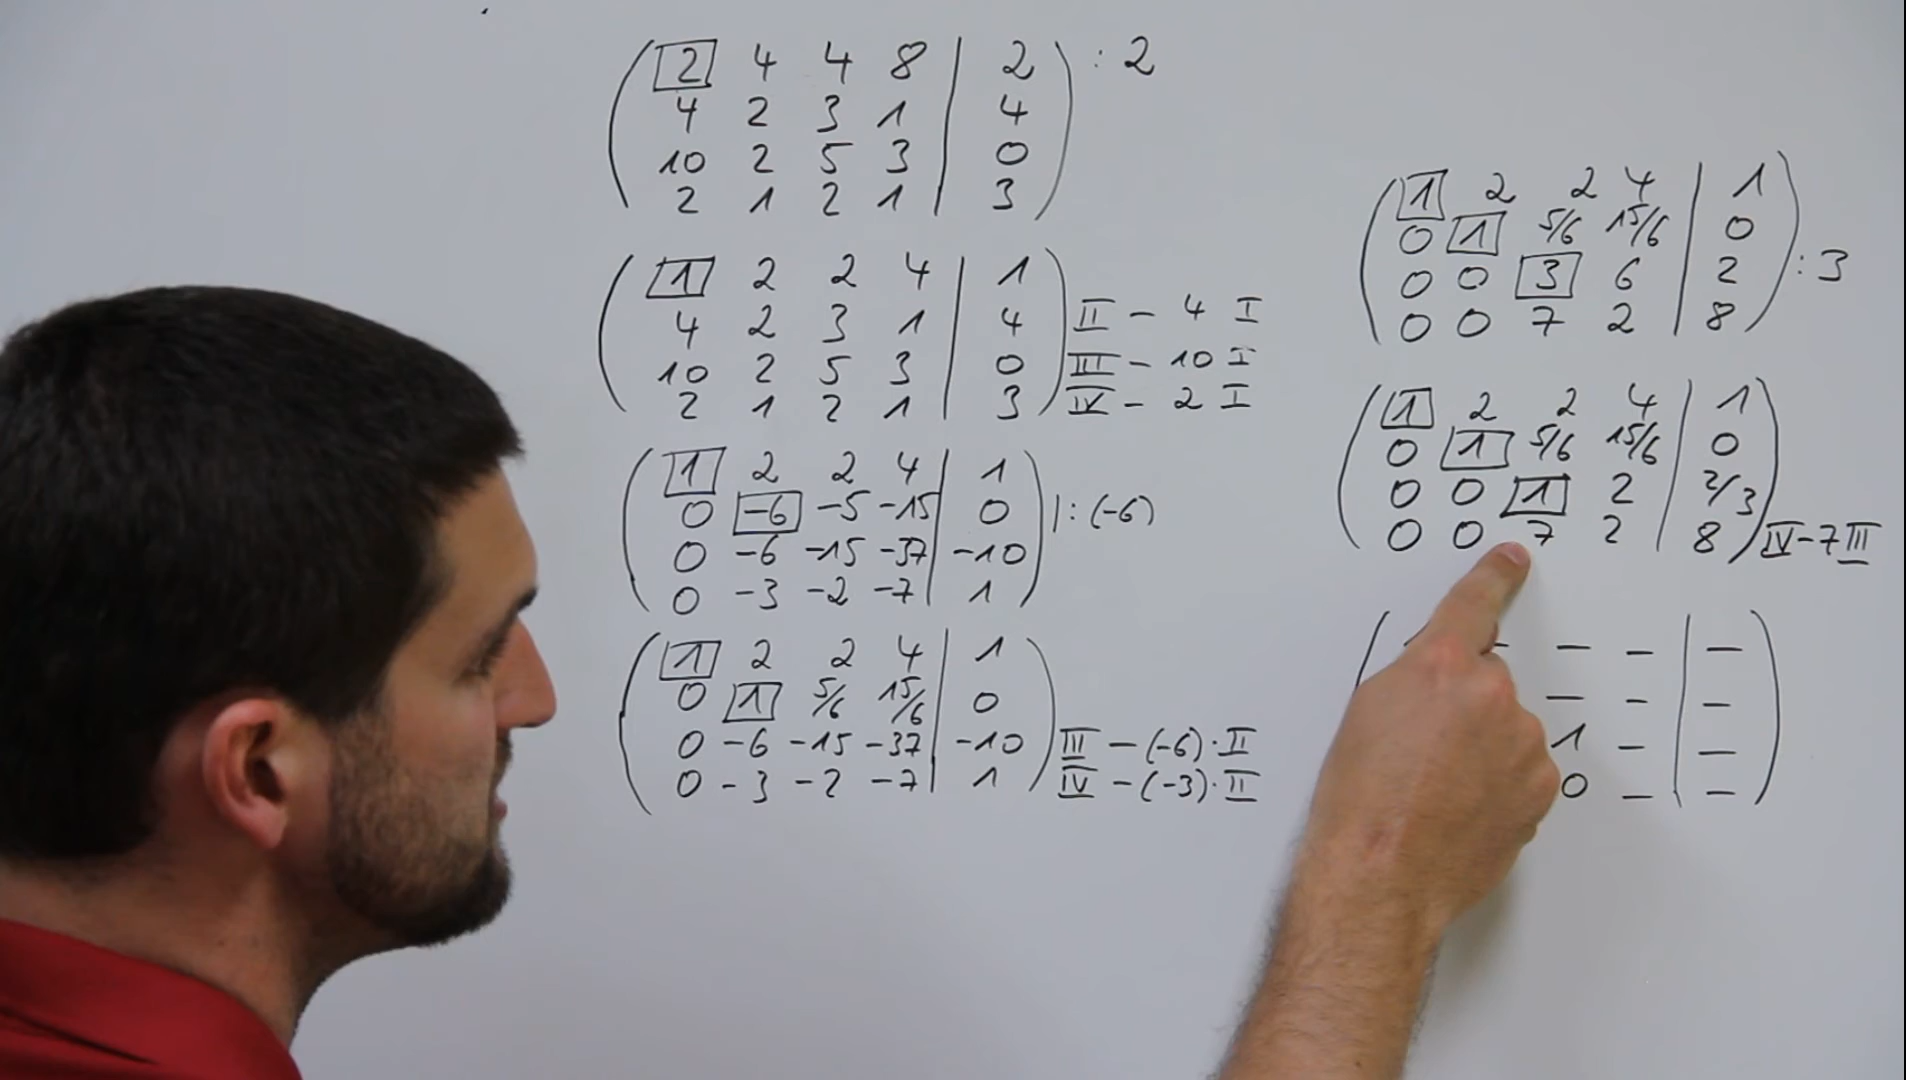 2 4 4 8 | 2 : 2
4 2 3 1 | 4
10 2 5 3 | 0
2 1 2 1 | 3
1 2 2 4 | 1
4 2 3 1 | 4 II - 4 I
10 2 5 3 | 0 III - 10 I
2 1 2 1 | 3 IV - 2 I
1 2 2 4 | 1
0 -6 -5 -15 | 0 | : (-6)
0 -6 -15 -37 | -10
0 -3 -2 -7 | 1
1 2 2 4 | 1
0 1 5/6 15/6 | 0
0 -6 -15 -37 | -10 III - (-6) · II
0 -3 -2 -7 | 1 IV - (-3) · II
1 2 2 4 | 1
0 1 5/6 15/6 | 0
0 0 3 6 | 2 : 3
0 0 7 2 | 8
1 2 2 4 | 1
0 1 5/6 15/6 | 0
0 0 1 2 | 2/3
0 0 7 2 | 8 IV - 7 III
- - - | -
- - | -
1 - | -
0 - | -